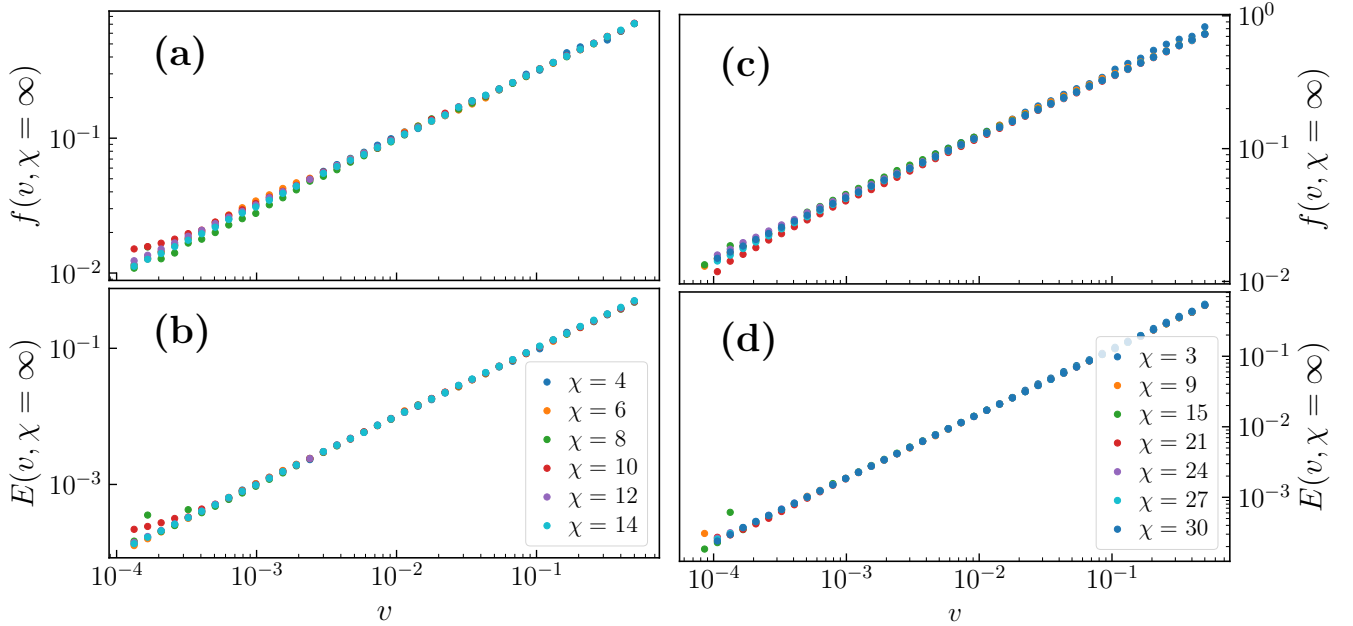 (a)
f(v, χ = ∞)
10⁻¹
10⁻²
(b)
E(v, χ = ∞)
10⁻¹
10⁻³
χ = 4
χ = 6
χ = 8
χ = 10
χ = 12
χ = 14
10⁻⁴ 10⁻³ 10⁻² 10⁻¹
v
(c)
10⁰
10⁻¹
10⁻²
f(v, χ = ∞)
(d)
χ = 3
χ = 9
χ = 15
χ = 21
χ = 24
χ = 27
χ = 30
10⁻¹
10⁻²
10⁻³
E(v, χ = ∞)
10⁻⁴ 10⁻³ 10⁻² 10⁻¹
v